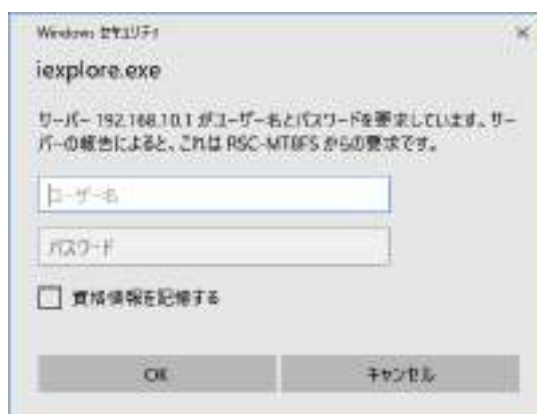 Windows セキュリティ
iexplore.exe
サーバー 192.168.10.1 がユーザー名とパスワードを要求しています。サー
バーの報告によると、これは RSC-MT8FS からの要求です。
ユーザー名
パスワード
資格情報を記憶する
OK
キャンセル